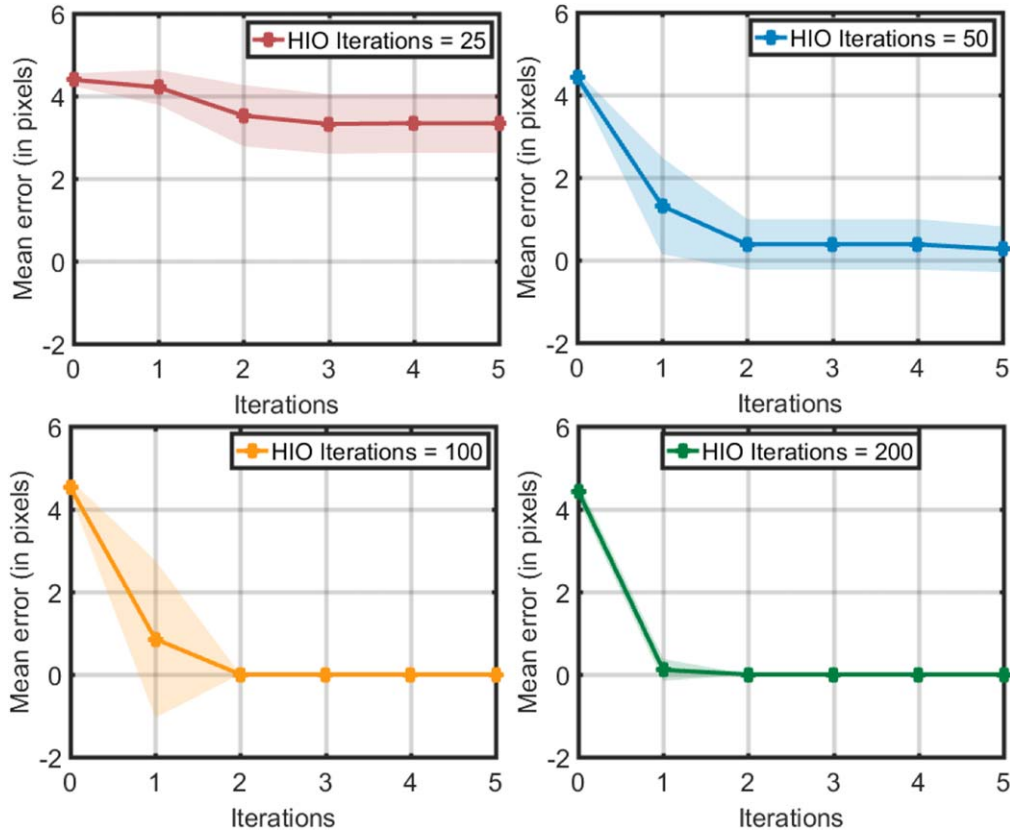 HIO Iterations = 25
Mean error (in pixels)
6
4
2
0
-2
0 1 2 3 4 5
Iterations
HIO Iterations = 50
Mean error (in pixels)
6
4
2
0
-2
0 1 2 3 4 5
Iterations
HIO Iterations = 100
Mean error (in pixels)
6
4
2
0
-2
0 1 2 3 4 5
Iterations
HIO Iterations = 200
Mean error (in pixels)
6
4
2
0
-2
0 1 2 3 4 5
Iterations